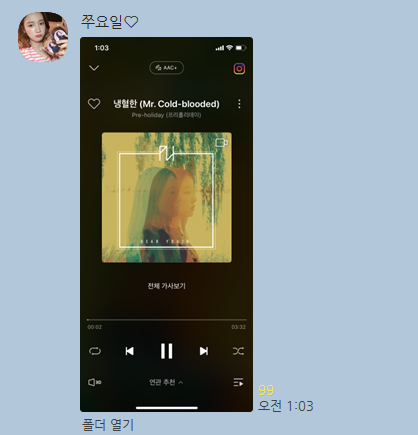 쭈요일♡
1:03
AAC+
냉혈한 (Mr. Cold-blooded)
Pre-holiday (프리홀리데이)
DEAR YOUTH
전체 가사보기
00:02 03:32
연관 추천
99
오전 1:03
폴더 열기